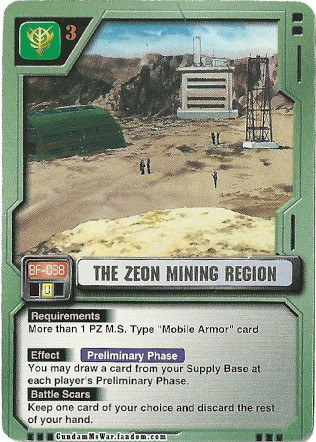 3
BF-038
THE ZEON MINING REGION
Requirements
More than 1 PZ M.S. Type "Mobile Armor" card
Effect Preliminary Phase
You may draw a card from your Supply Base at
each player's Preliminary Phase.
Battle Scars
Keep one card of your choice and discard the rest
of your hand.
GundamMsWar.fandom.com